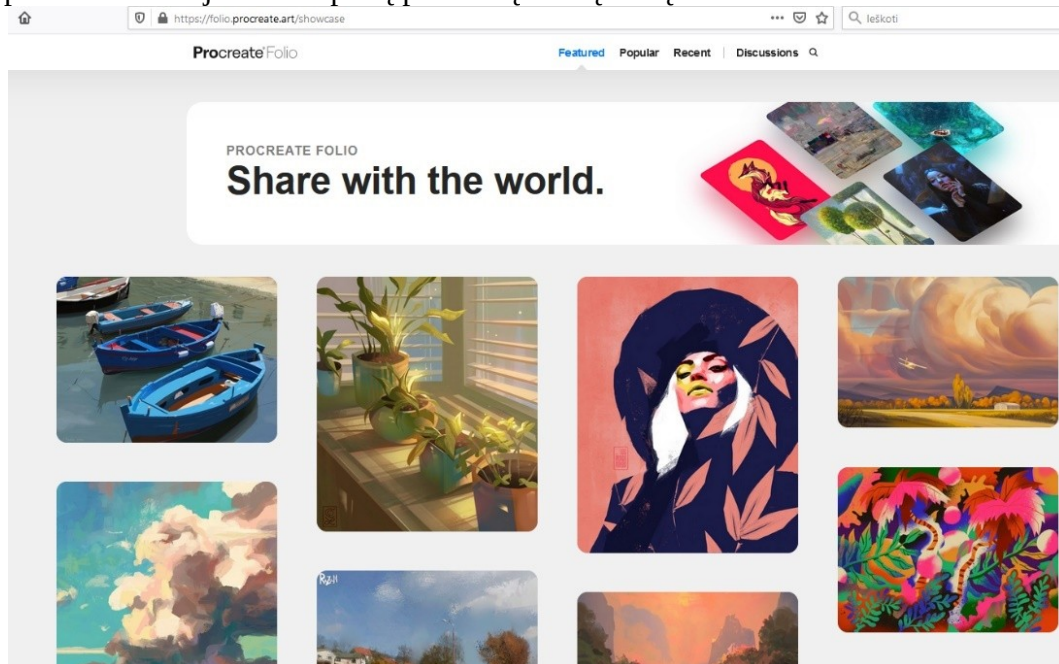 https://folio.procreate.art/showcase
Ieškoti
Procreate® Folio
Featured Popular Recent Discussions
PROCREATE FOLIO
Share with the world.